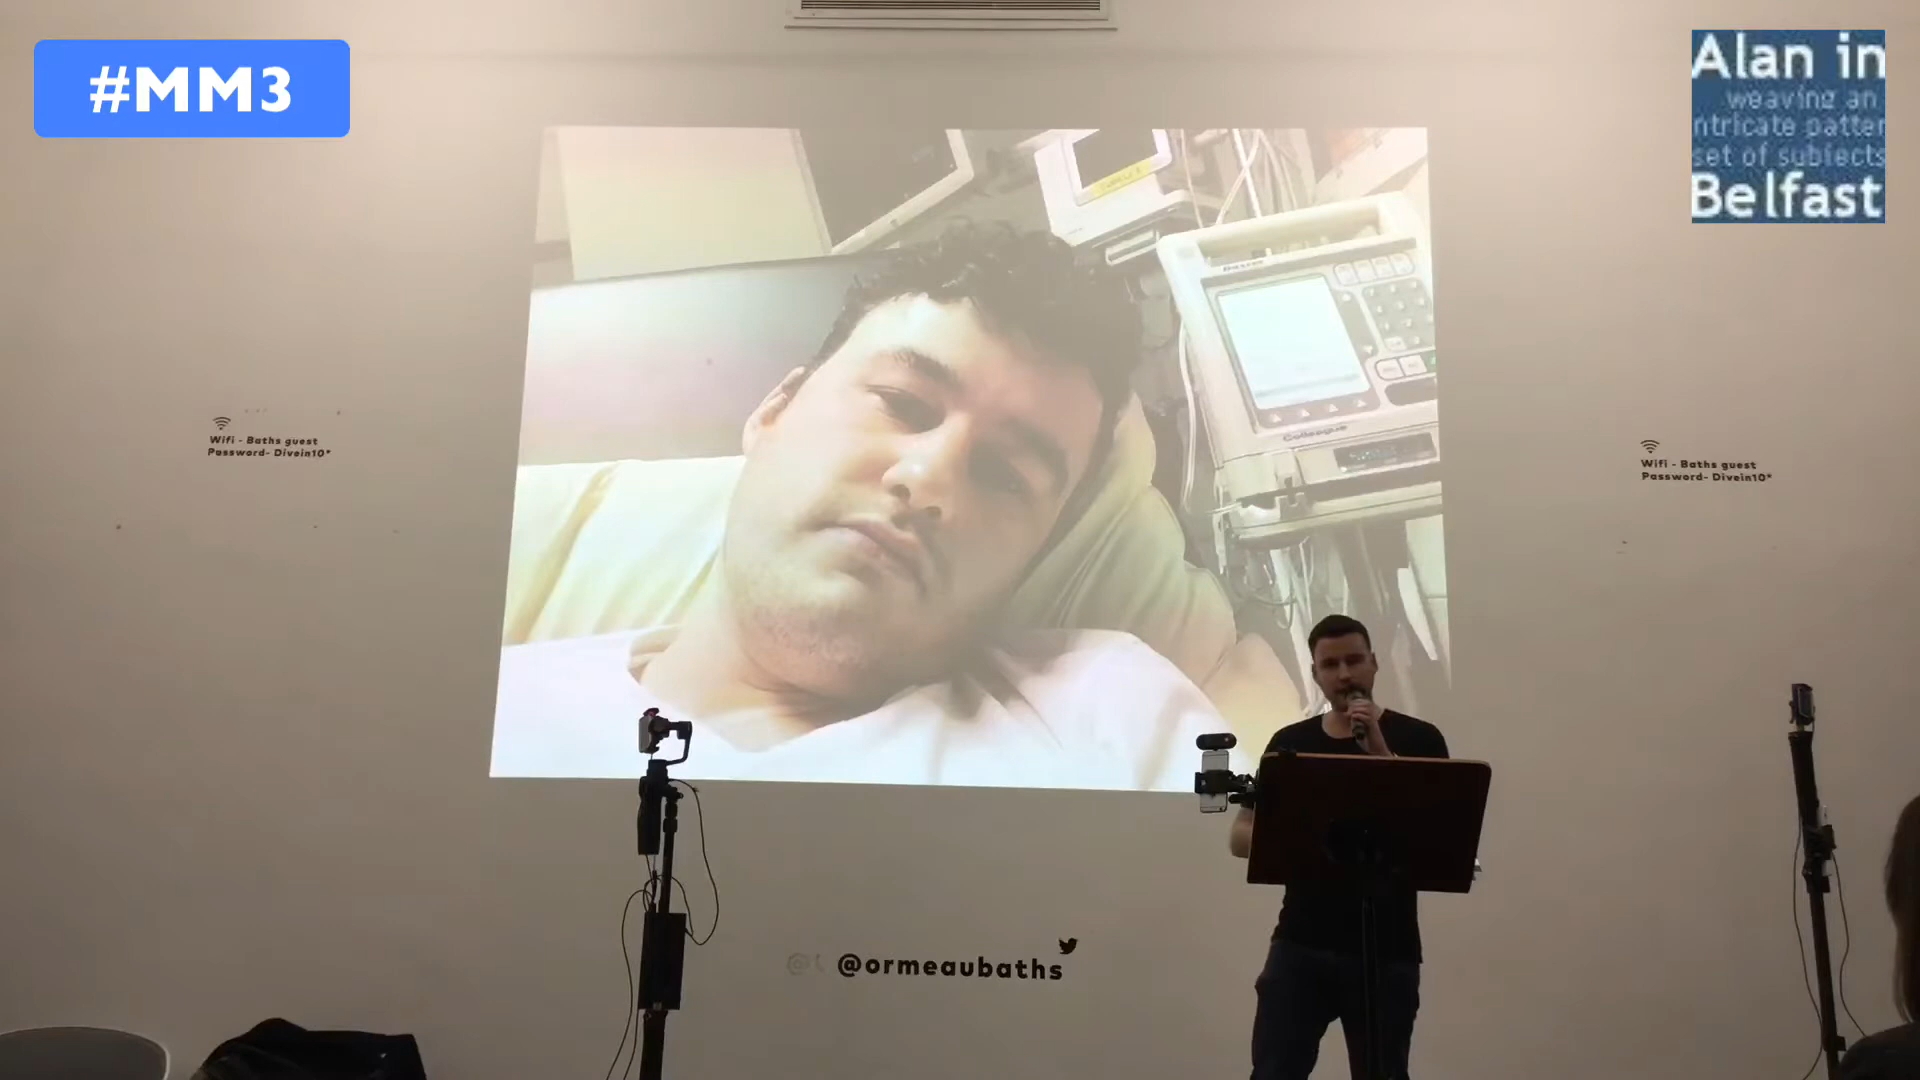 #MM3
Alan in
weaving an
ntricate patter
set of subjects
Belfast
Colleague
Wifi - Baths guest
Password- Divein10*
Wifi - Baths guest
Password- Divein10*
@ormeaubaths